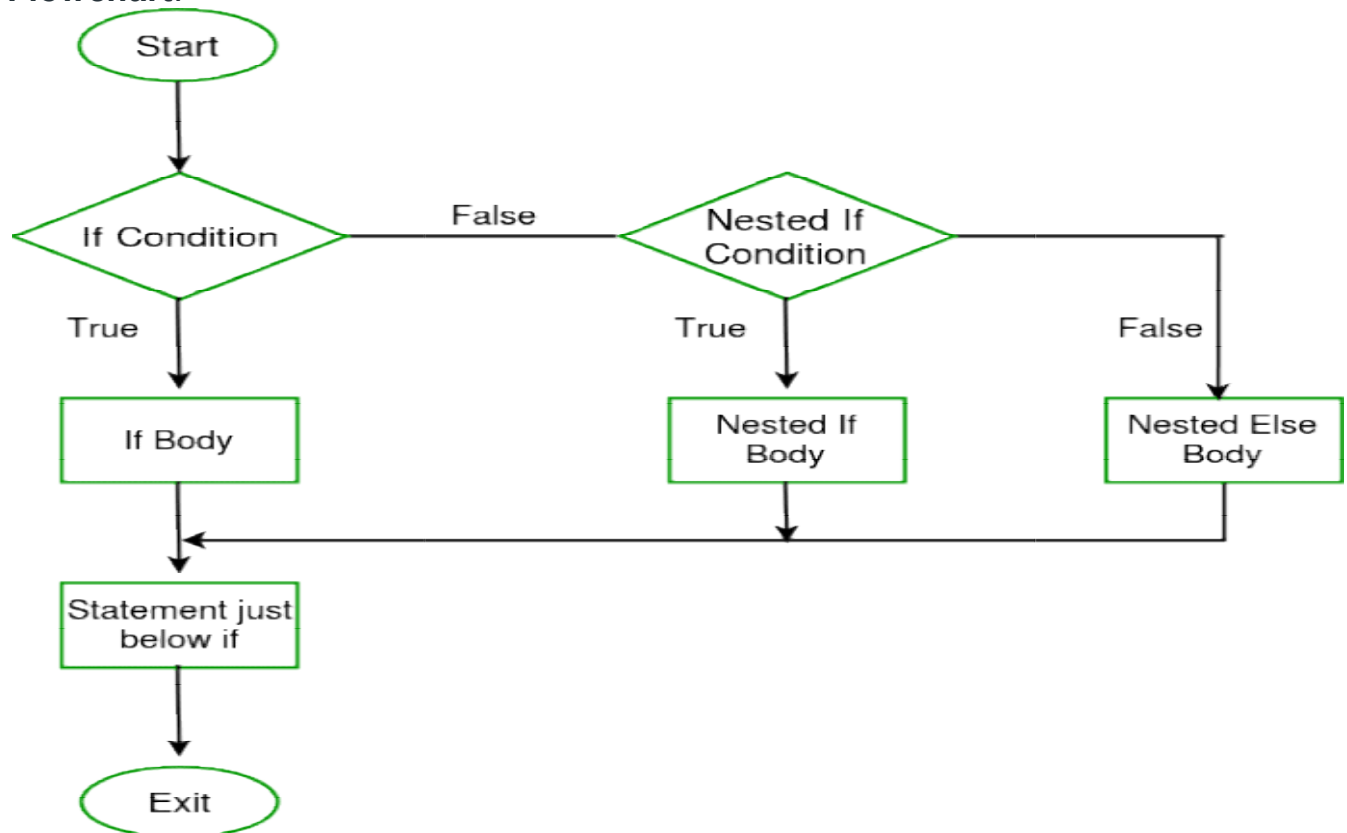 Start
If Condition
False
Nested If
Condition
True
True
False
If Body
Nested If
Body
Nested Else
Body
Statement just
below if
Exit